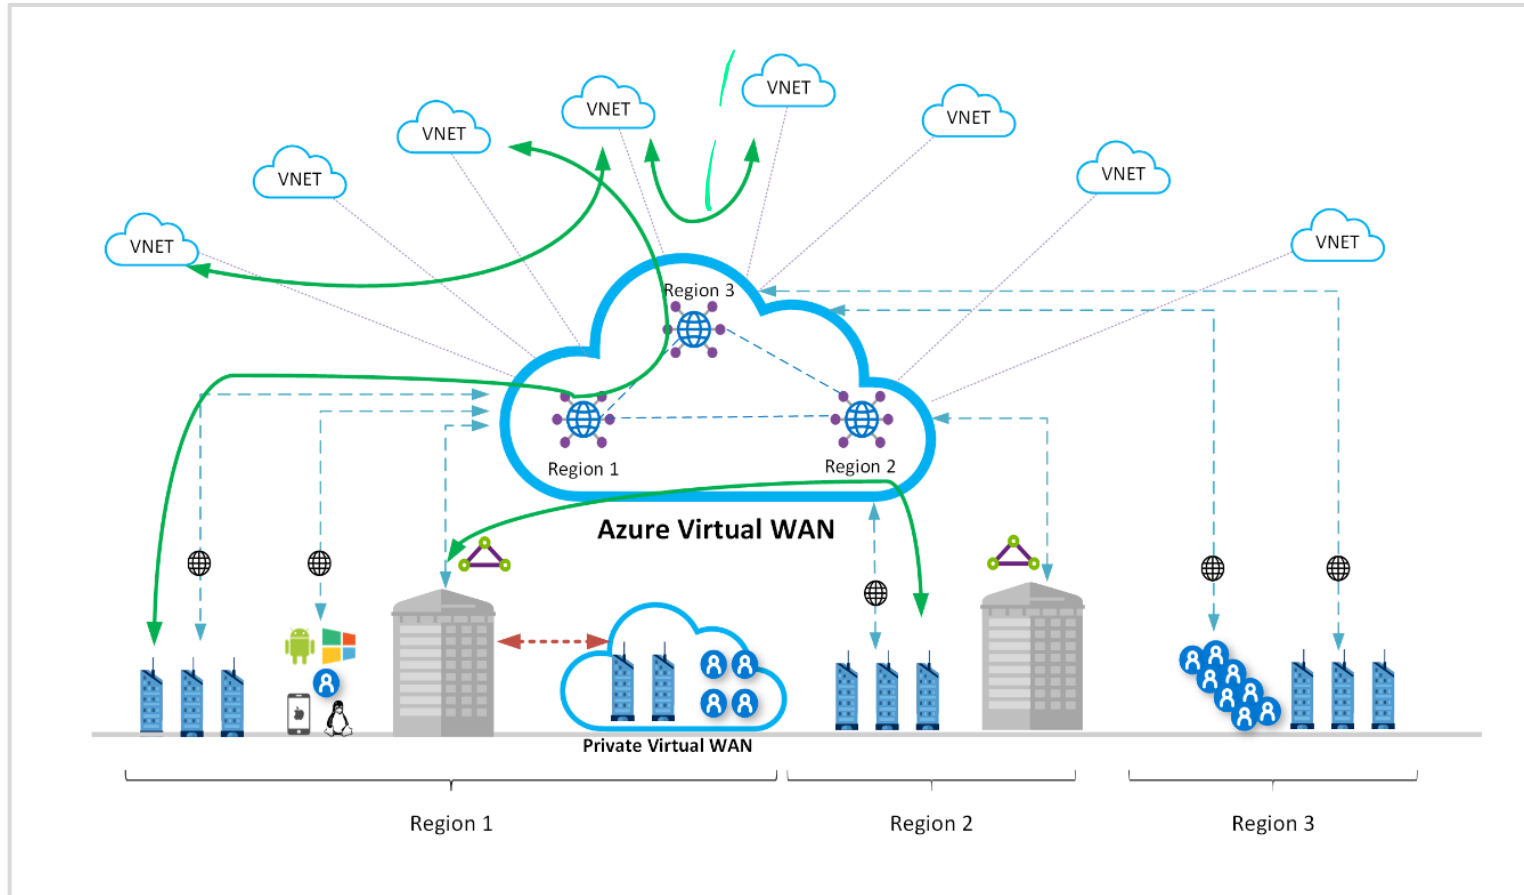 VNET
VNET
VNET
VNET
VNET
VNET
VNET
VNET
Region 3
Region 1
Region 2
Azure Virtual WAN
Private Virtual WAN
Region 1
Region 2
Region 3